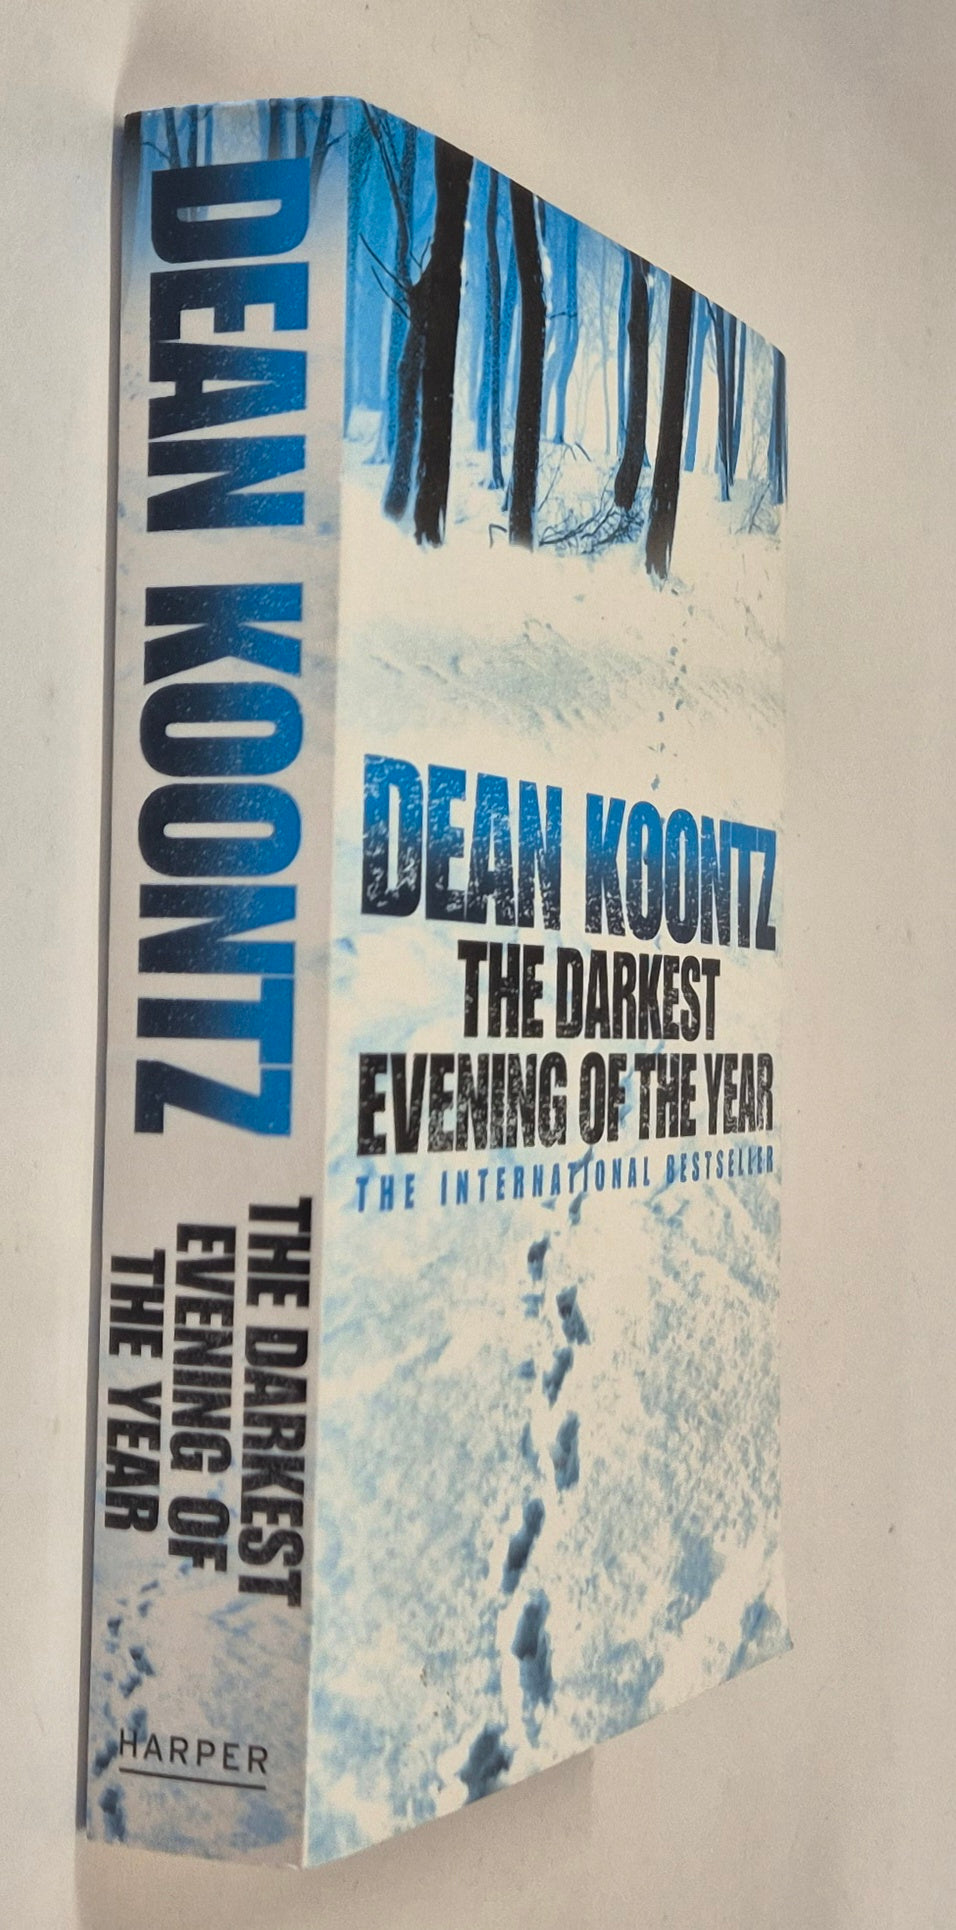 DEAN KOONTZ
THE DARKEST
EVENING OF
THE YEAR
HARPER
DEAN KOONTZ
THE DARKEST
EVENING OF THE YEAR
THE INTERNATIONAL BESTSELLER